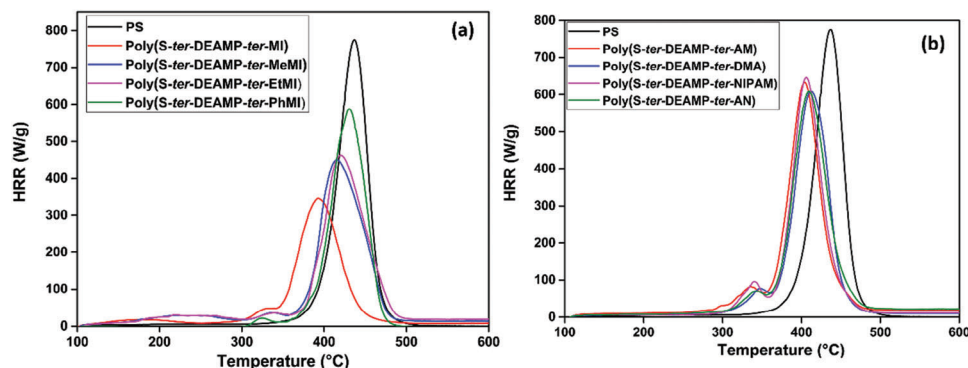 (a)
PS
Poly(S-ter-DEAMP-ter-MI)
Poly(S-ter-DEAMP-ter-MeMI)
Poly(S-ter-DEAMP-ter-EtMI)
Poly(S-ter-DEAMP-ter-PhMI)
HRR (W/g)
800
700
600
500
400
300
200
100
0
100 200 300 400 500 600
Temperature (°C)
(b)
PS
Poly(S-ter-DEAMP-ter-AM)
Poly(S-ter-DEAMP-ter-DMA)
Poly(S-ter-DEAMP-ter-NIPAM)
Poly(S-ter-DEAMP-ter-AN)
HRR (W/g)
800
700
600
500
400
300
200
100
0
100 200 300 400 500 600
Temperature (°C)